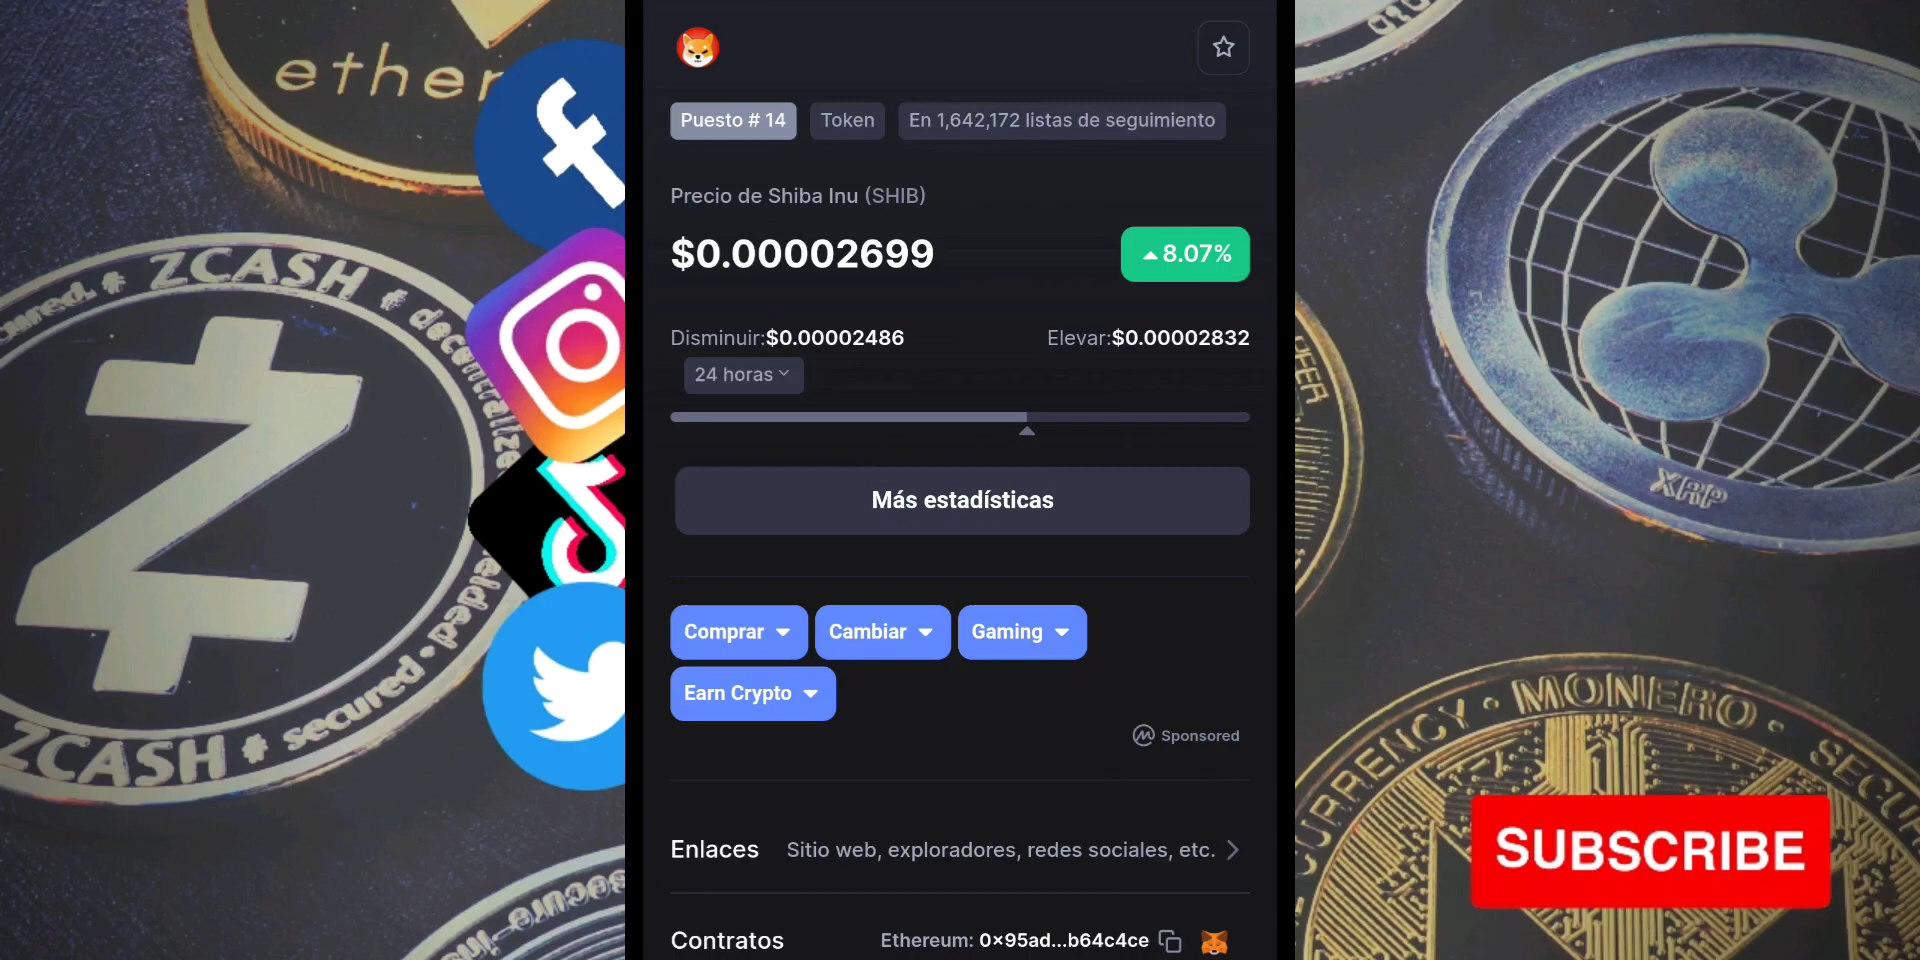 ether
# ZCASH # decentralize
secured.
ZCASH # secured
XRP
CURRENCY • MONERO •
Puesto # 14
Token
En 1,642,172 listas de seguimiento
Precio de Shiba Inu (SHIB)
$0.00002699
8.07%
Disminuir:$0.00002486
Elevar:$0.00002832
24 horas
Más estadísticas
Comprar
Cambiar
Gaming
Earn Crypto
Sponsored
Enlaces
Sitio web, exploradores, redes sociales, etc.
Contratos
Ethereum: 0x95ad...b64c4ce
SUBSCRIBE